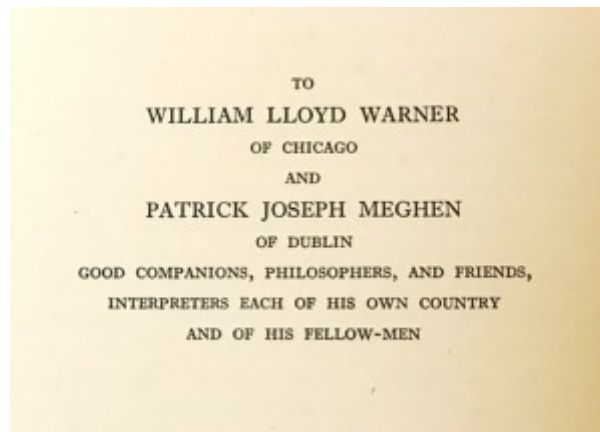 TO
WILLIAM LLOYD WARNER
OF CHICAGO
AND
PATRICK JOSEPH MEGHEN
OF DUBLIN
GOOD COMPANIONS, PHILOSOPHERS, AND FRIENDS,
INTERPRETERS EACH OF HIS OWN COUNTRY
AND OF HIS FELLOW-MEN